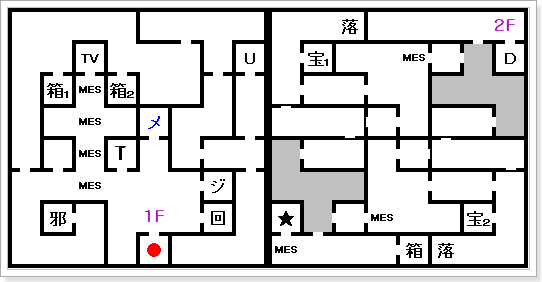 落 2F
TV U 宝1 MES D
箱1 MES 箱2
MES メ
MES T
MES ジ
邪 1F 回 ★ MES 宝2
MES 箱 落